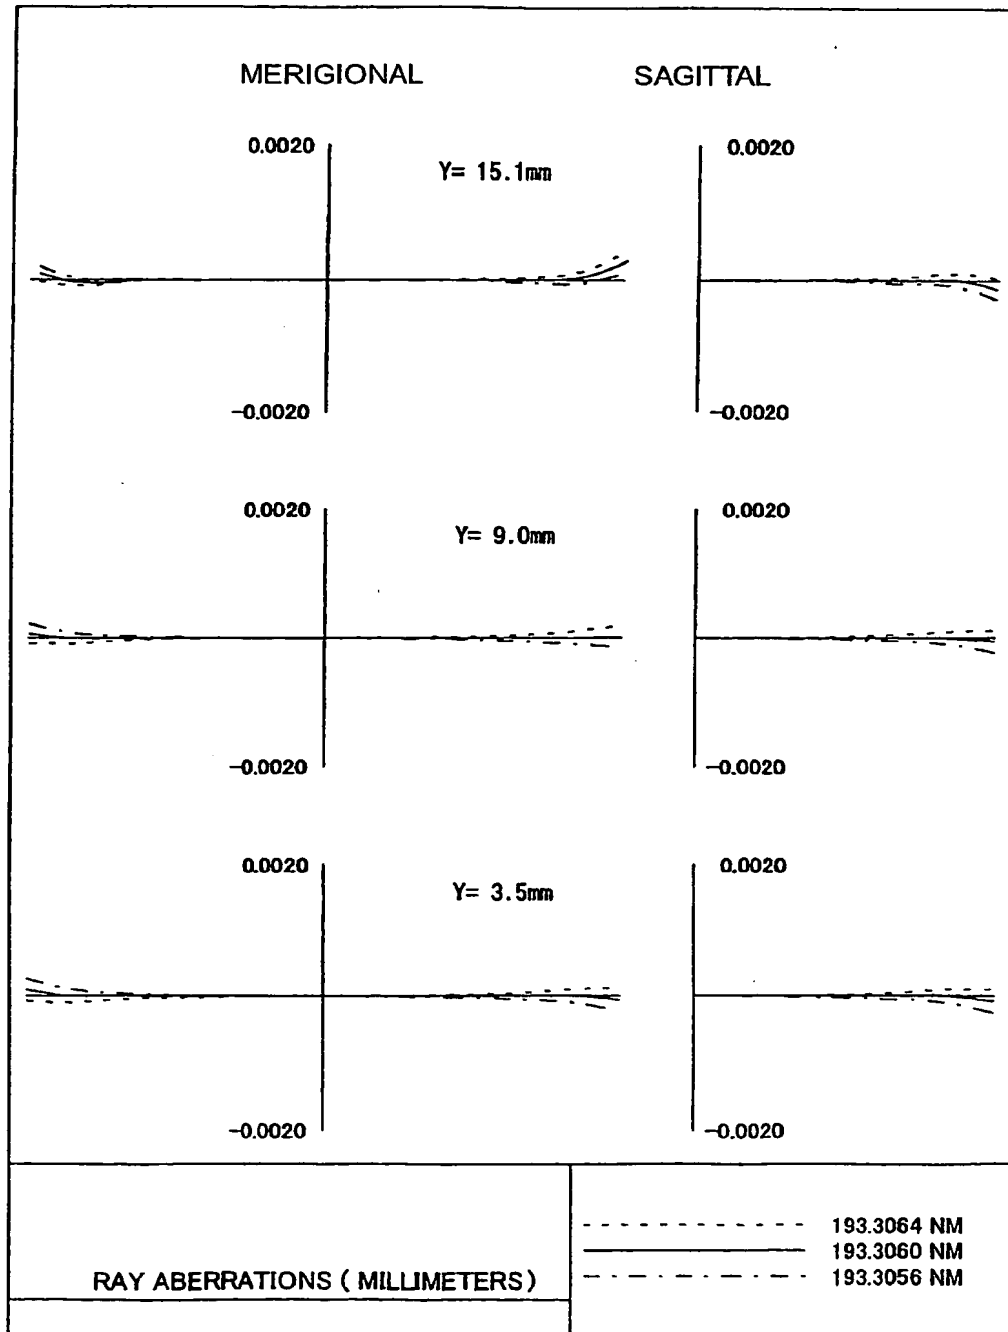 MERIGIONAL SAGITTAL
0.0020 0.0020
Y= 15.1mm
-0.0020 -0.0020
0.0020 0.0020
Y= 9.0mm
-0.0020 -0.0020
0.0020 0.0020
Y= 3.5mm
-0.0020 -0.0020
193.3064 NM
193.3060 NM
RAY ABERRATIONS ( MILLIMETERS) 193.3056 NM